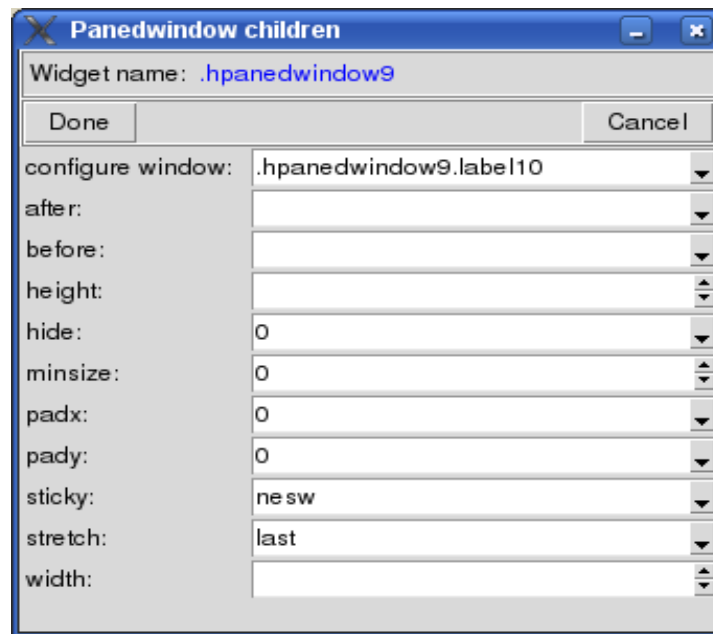 Panedwindow children
Widget name: .hpanedwindow9
Done Cancel
configure window: .hpanedwindow9.label10
after:
before:
height:
hide: 0
minsize: 0
padx: 0
pady: 0
sticky: nesw
stretch: last
width: